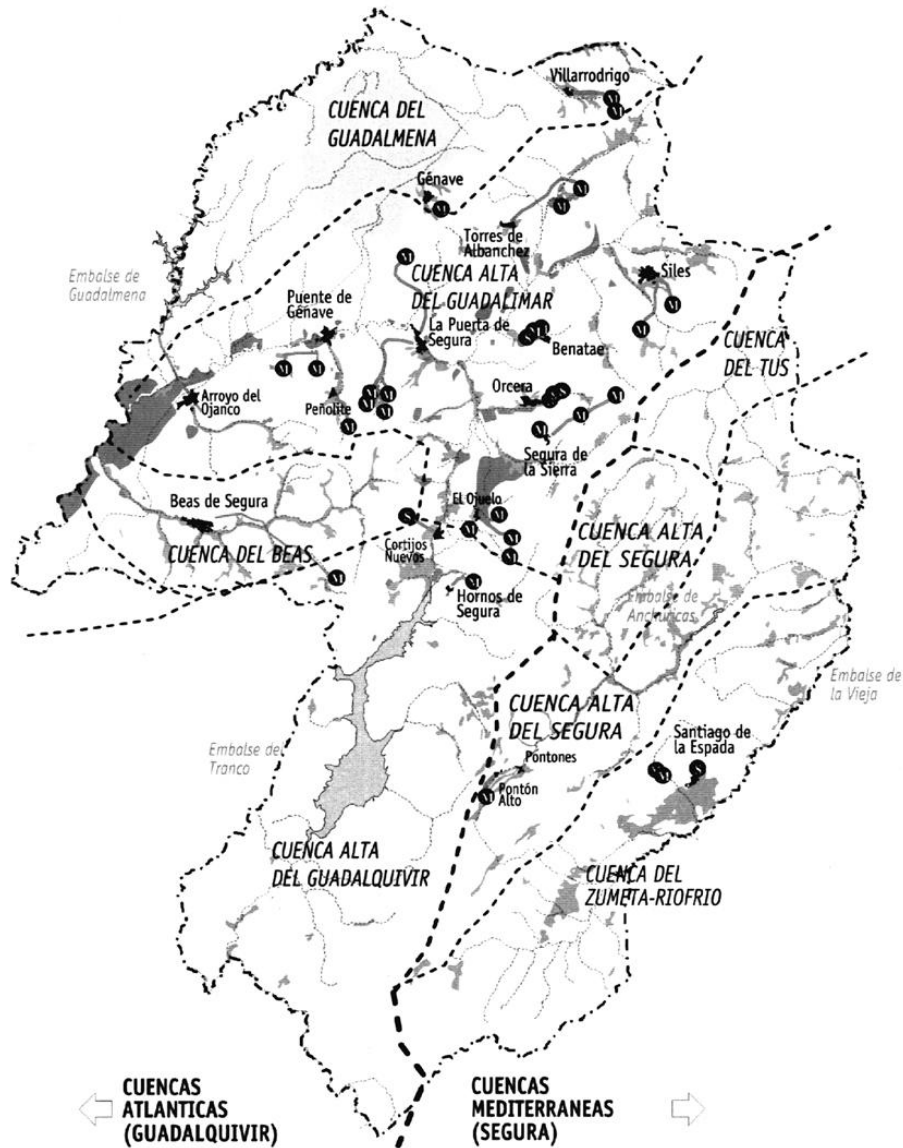 Villarrodrigo
M
M
CUENCA DEL
GUADALMENA
Génave
M
M
M
Torres de
Albanchez
M
CUENCA ALTA
DEL GUADALIMAR
Siles
M
M
Embalse de
Guadalmena
Puente de
Génave
La Puerta de
Segura
Benatae
CUENCA
DEL TUS
M
M
Arroyo del
Ojanco
Peñolite
M
M
M
M
M
Orcera
M
M
M
Segura de
la Sierra
Beas de Segura
CUENCA DEL BEAS
M
El Ojuelo
M
M
M
M
Cortijos
Nuevos
M
Hornos de
Segura
CUENCA ALTA
DEL SEGURA
Embalse de
Anchuricas
Embalse de
la Vieja
CUENCA ALTA
DEL SEGURA
Embalse del
Tranco
Pontones
Pontón
Alto
M
Santiago de
la Espada
M
CUENCA ALTA
DEL GUADALQUIVIR
CUENCA DEL
ZUMETA-RIOFRIO
CUENCAS
ATLANTICAS
(GUADALQUIVIR)
CUENCAS
MEDITERRANEAS
(SEGURA)